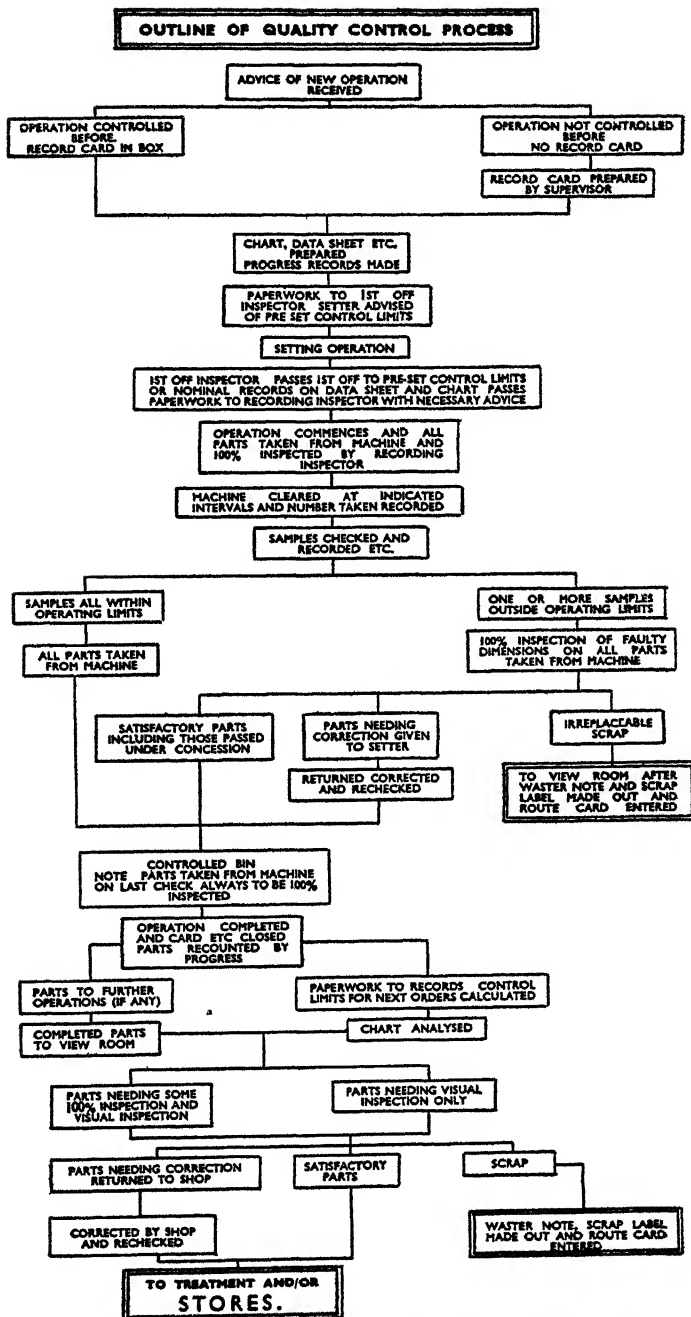 OUTLINE OF QUALITY CONTROL PROCESS
ADVICE OF NEW OPERATION
RECEIVED
OPERATION CONTROLLED
BEFORE.
RECORD CARD IN BOX
OPERATION NOT CONTROLLED
BEFORE
NO RECORD CARD
RECORD CARD PREPARED
BY SUPERVISOR
CHART, DATA SHEET ETC.
PREPARED
PROGRESS RECORDS MADE
PAPERWORK TO 1ST OFF
INSPECTOR SETTER ADVISED
OF PRE SET CONTROL LIMITS
SETTING OPERATION
1ST OFF INSPECTOR PASSES 1ST OFF TO PRE-SET CONTROL LIMITS
OR NOMINAL RECORDS ON DATA SHEET AND CHART PASSES
PAPERWORK TO RECORDING INSPECTOR WITH NECESSARY ADVICE
OPERATION COMMENCES AND ALL
PARTS TAKEN FROM MACHINE AND
100% INSPECTED BY RECORDING
INSPECTOR
MACHINE CLEARED AT INDICATED
INTERVALS AND NUMBER TAKEN RECORDED
SAMPLES CHECKED AND
RECORDED ETC.
SAMPLES ALL WITHIN
OPERATING LIMITS
ONE OR MORE SAMPLES
OUTSIDE OPERATING LIMITS
ALL PARTS TAKEN
FROM MACHINE
100% INSPECTION OF FAULTY
DIMENSIONS ON ALL PARTS
TAKEN FROM MACHINE
SATISFACTORY PARTS
INCLUDING THOSE PASSED
UNDER CONCESSION
PARTS NEEDING
CORRECTION GIVEN
TO SETTER
IRREPLACEABLE
SCRAP
RETURNED CORRECTED
AND RECHECKED
TO VIEW ROOM AFTER
WASTER NOTE AND SCRAP
LABEL MADE OUT AND
ROUTE CARD ENTERED
CONTROLLED BIN
NOTE PARTS TAKEN FROM MACHINE
ON LAST CHECK ALWAYS TO BE 100%
INSPECTED
OPERATION COMPLETED
AND CARD ETC CLOSED
PARTS RECOUNTED BY
PROGRESS
PARTS TO FURTHER
OPERATIONS (IF ANY)
PAPERWORK TO RECORDS CONTROL
LIMITS FOR NEXT ORDERS CALCULATED
COMPLETED PARTS
TO VIEW ROOM
CHART ANALYSED
PARTS NEEDING SOME
100% INSPECTION AND
VISUAL INSPECTION
PARTS NEEDING VISUAL
INSPECTION ONLY
PARTS NEEDING CORRECTION
RETURNED TO SHOP
SATISFACTORY
PARTS
SCRAP
CORRECTED BY SHOP
AND RECHECKED
WASTER NOTE, SCRAP LABEL
MADE OUT AND ROUTE CARD
ENTERED
TO TREATMENT AND/OR
STORES.